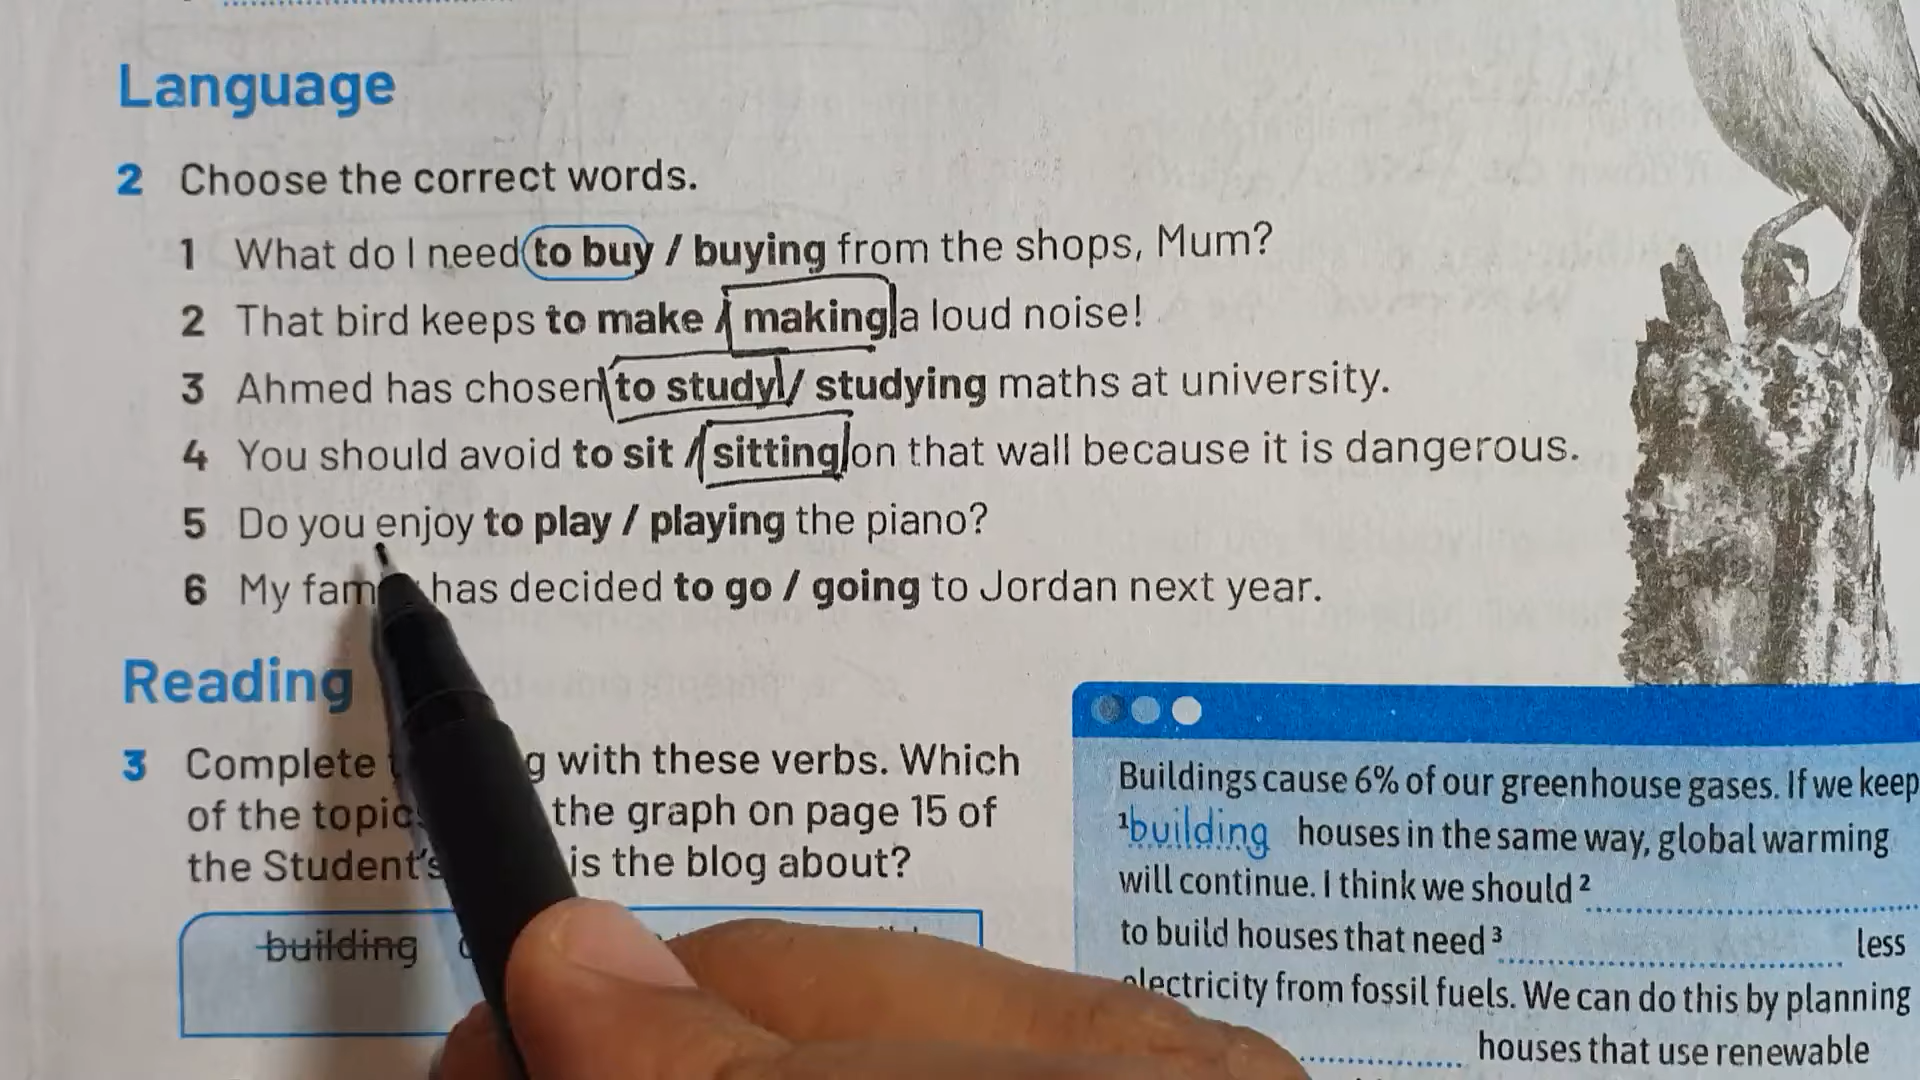 Language
2 Choose the correct words.
1 What do I need to buy / buying from the shops, Mum?
2 That bird keeps to make / making a loud noise!
3 Ahmed has chosen to study / studying maths at university.
4 You should avoid to sit / sitting on that wall because it is dangerous.
5 Do you enjoy to play / playing the piano?
6 My has decided to go / going to Jordan next year.
Reading
3 Complete with these verbs. Which
of the the graph on page 15 of
the Student's is the blog about?
building
Buildings cause 6% of our greenhouse gases. If we keep
1 building houses in the same way, global warming
will continue. I think we should 2
to build houses that need 3 less
electricity from fossil fuels. We can do this by planning
houses that use renewable